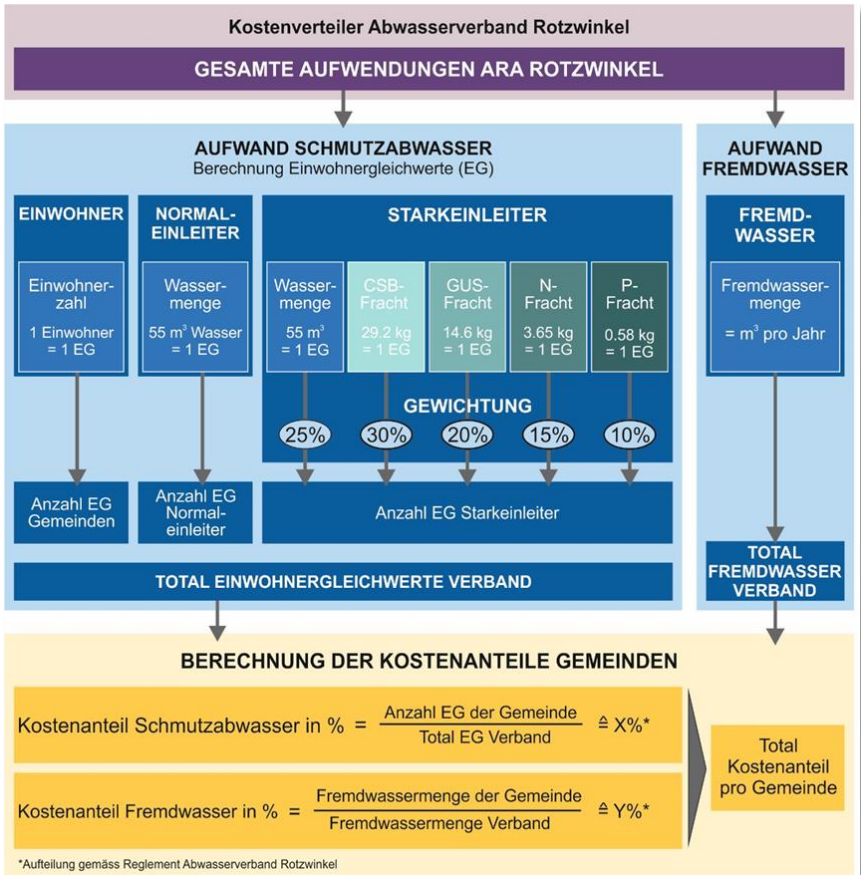 Kostenverteiler Abwasserverband Rotzwinkel
GESAMTE AUFWENDUNGEN ARA ROTZWINKEL
AUFWAND SCHMUTZABWASSER
Berechnung Einwohnergleichwerte (EG)
EINWOHNER
Einwohner-
zahl
1 Einwohner
= 1 EG
NORMAL-
EINLEITER
Wasser-
menge
55 m³ Wasser
= 1 EG
STARKEINLEITER
Wasser-
menge
55 m³
= 1 EG
CSB-
Fracht
29.2 kg
= 1 EG
GUS-
Fracht
14.6 kg
= 1 EG
N-
Fracht
3.65 kg
= 1 EG
P-
Fracht
0.58 kg
= 1 EG
GEWICHTUNG
25%
30%
20%
15%
10%
Anzahl EG
Gemeinden
Anzahl EG
Normal-
einleiter
Anzahl EG Starkeinleiter
TOTAL EINWOHNERGLEICHWERTE VERBAND
AUFWAND
FREMDWASSER
FREMD-
WASSER
Fremdwasser-
menge
= m³ pro Jahr
TOTAL
FREMDWASSER
VERBAND
BERECHNUNG DER KOSTENANTEILE GEMEINDEN
Kostenanteil Schmutzabwasser in % =
Anzahl EG der Gemeinde
Total EG Verband
≙ X%*
Kostenanteil Fremdwasser in % =
Fremdwassermenge der Gemeinde
Fremdwassermenge Verband
≙ Y%*
Total
Kostenanteil
pro Gemeinde
*Aufteilung gemäss Reglement Abwasserverband Rotzwinkel